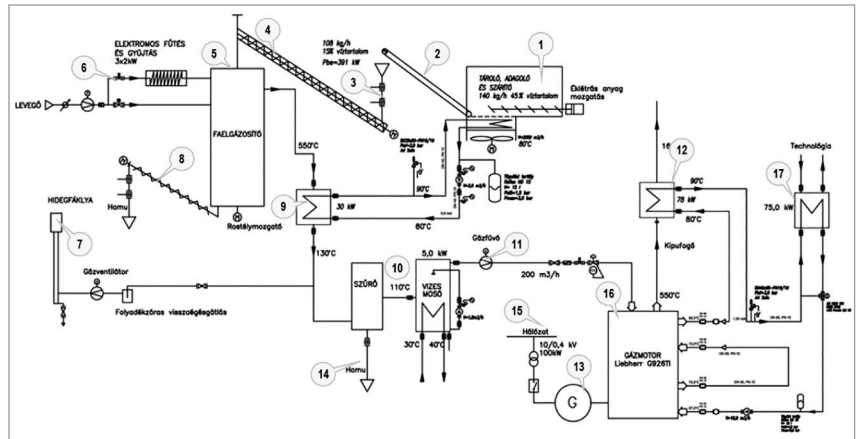 ELEKTROMOS FŰTÉS
ÉS GYÚJTÁS
3x2kW
6
5
4
LEVEGŐ
FAELGÁZOSÍTÓ
108 kg/h
15% víztartalom
Pbe=391 kW
3
2
1
TÁROLÓ, ADAGOLÓ
ÉS SZÁRÍTÓ
140 kg/h 45% víztartalom
Éklétrás anyag
mozgatás
80°C
550°C
8
Hamu
Rostélymozgató
9
30 kW
90°C
80°C
HIDEGFÁKLYA
7
Gázventilátor
Folyadékzáras visszaégésgátlás
130°C
SZŰRŐ
10
110°C
5,0 kW
VIZES
MOSÓ
30°C
40°C
14
Hamu
Gázfúvó
11
200 m3/h
15
Hálózat
10/0,4 kV
100kW
13
G
16
GÁZMOTOR
Liebherr G926TI
550°C
Kipufogó
12
90°C
78 kW
80°C
Technológia
17
75,0 kW